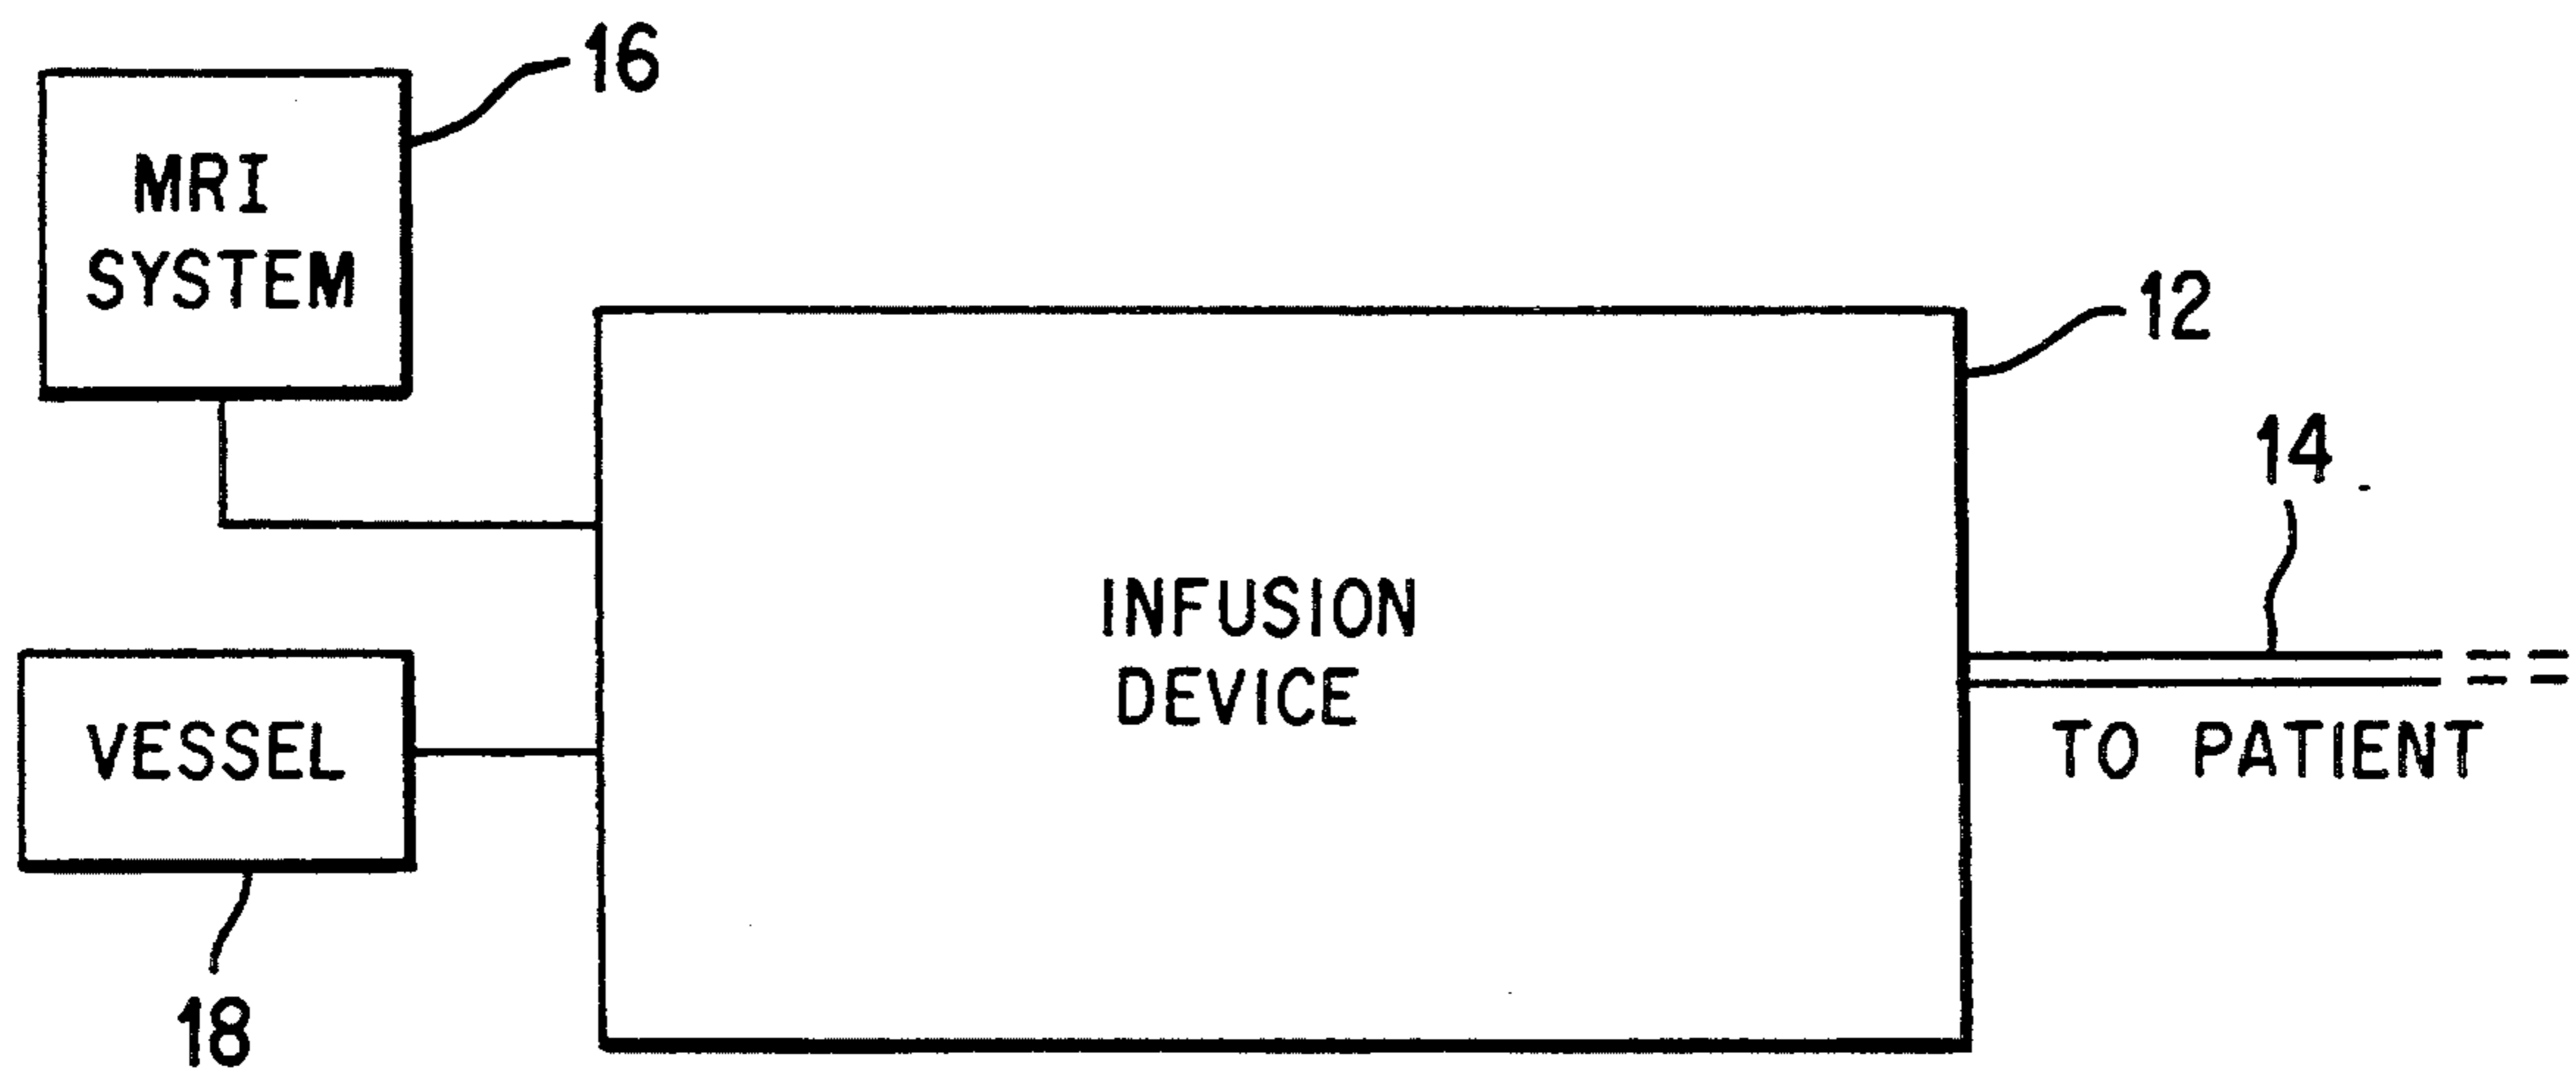 16
MRI
SYSTEM
12
14
INFUSION
DEVICE
VESSEL
TO PATIENT
18